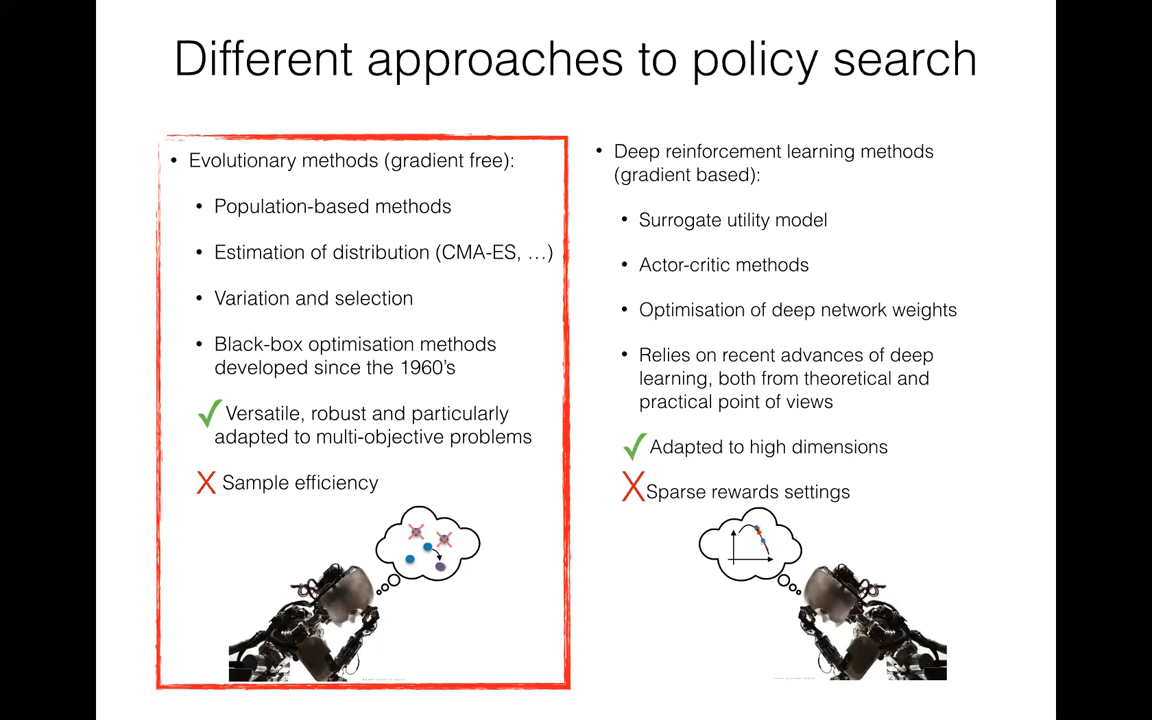 Different approaches to policy search
• Evolutionary methods (gradient free):
• Population-based methods
• Estimation of distribution (CMA-ES, …)
• Variation and selection
• Black-box optimisation methods
developed since the 1960's
✓ Versatile, robust and particularly
adapted to multi-objective problems
X Sample efficiency
• Deep reinforcement learning methods
(gradient based):
• Surrogate utility model
• Actor-critic methods
• Optimisation of deep network weights
• Relies on recent advances of deep
learning, both from theoretical and
practical point of views
✓ Adapted to high dimensions
X Sparse rewards settings